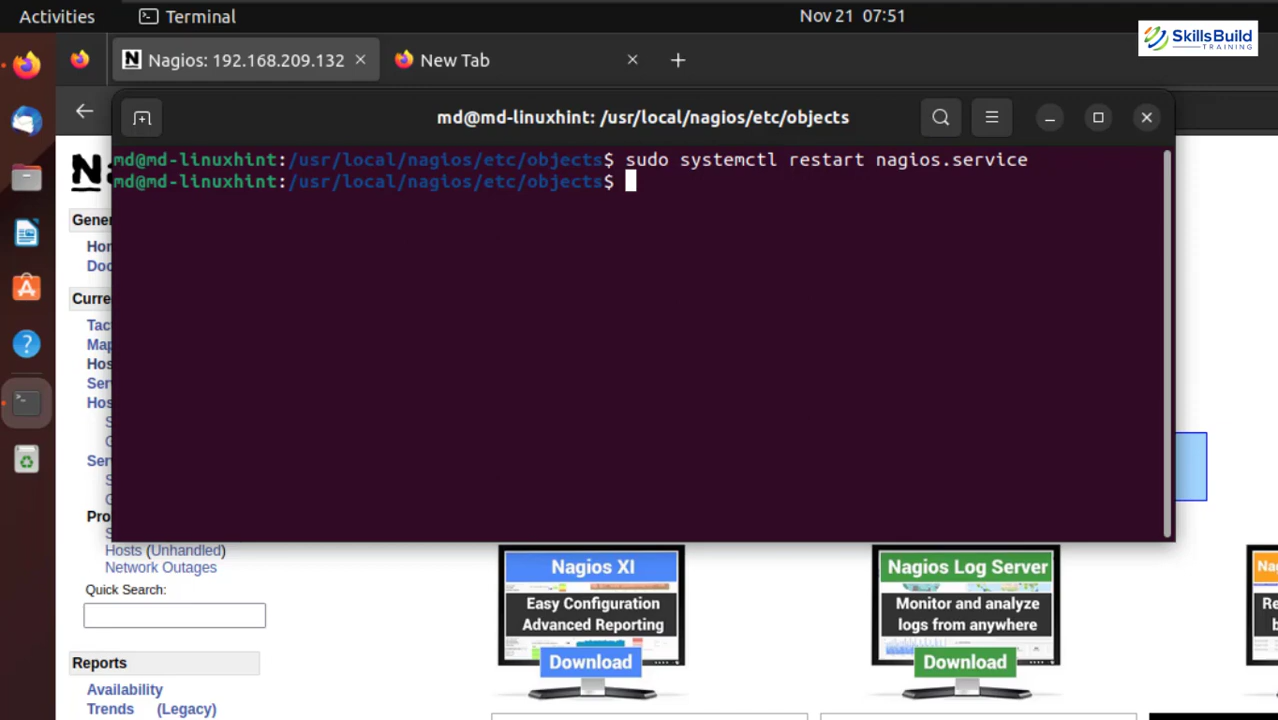 Activities
Terminal
Nov 21 07:51
SkillsBuild
TRAINING
Nagios: 192.168.209.132
New Tab
md@md-linuxhint: /usr/local/nagios/etc/objects
md@md-linuxhint:/usr/local/nagios/etc/objects$ sudo systemctl restart nagios.service
md@md-linuxhint:/usr/local/nagios/etc/objects$
Hosts (Unhandled)
Network Outages
Quick Search:
Reports
Availability
Trends (Legacy)
Nagios XI
Easy Configuration
Advanced Reporting
Download
Nagios Log Server
Monitor and analyze
logs from anywhere
Download